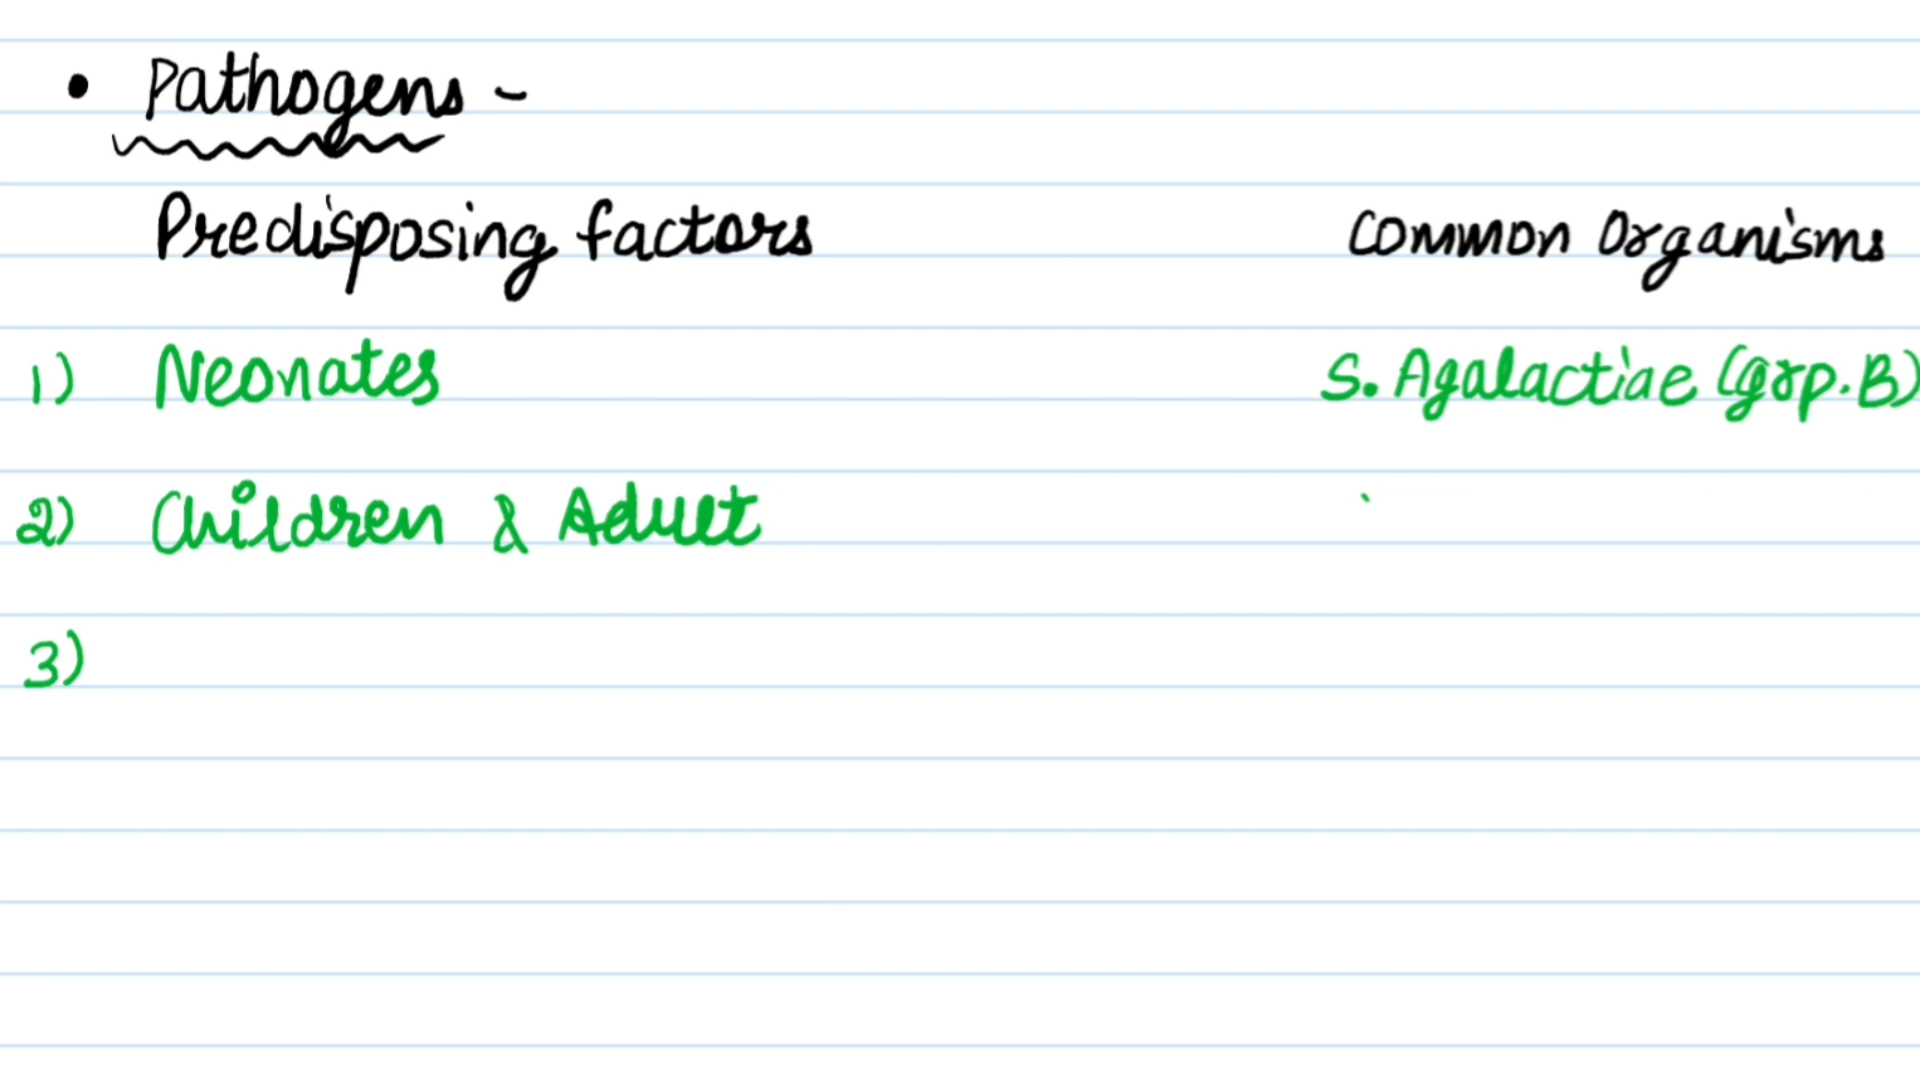 • Pathogens -
Predisposing factors Common Organisms
1) Neonates S. Agalactiae (grp. B)
2) Children & Adult
3)